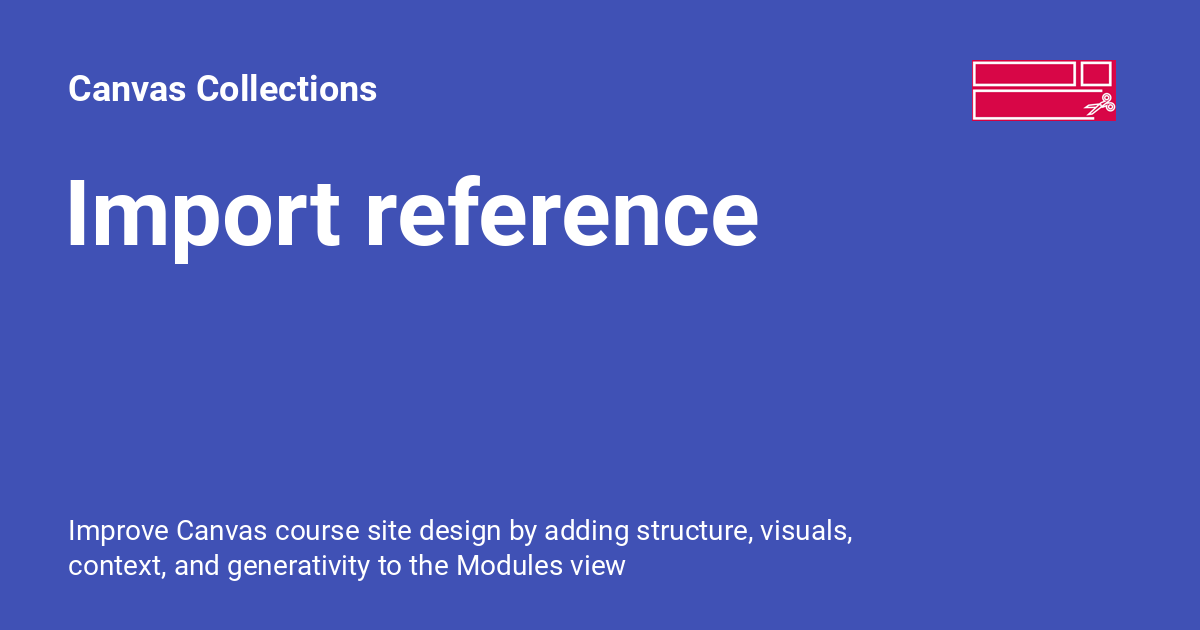 Canvas Collections
Import reference
Improve Canvas course site design by adding structure, visuals,
context, and generativity to the Modules view